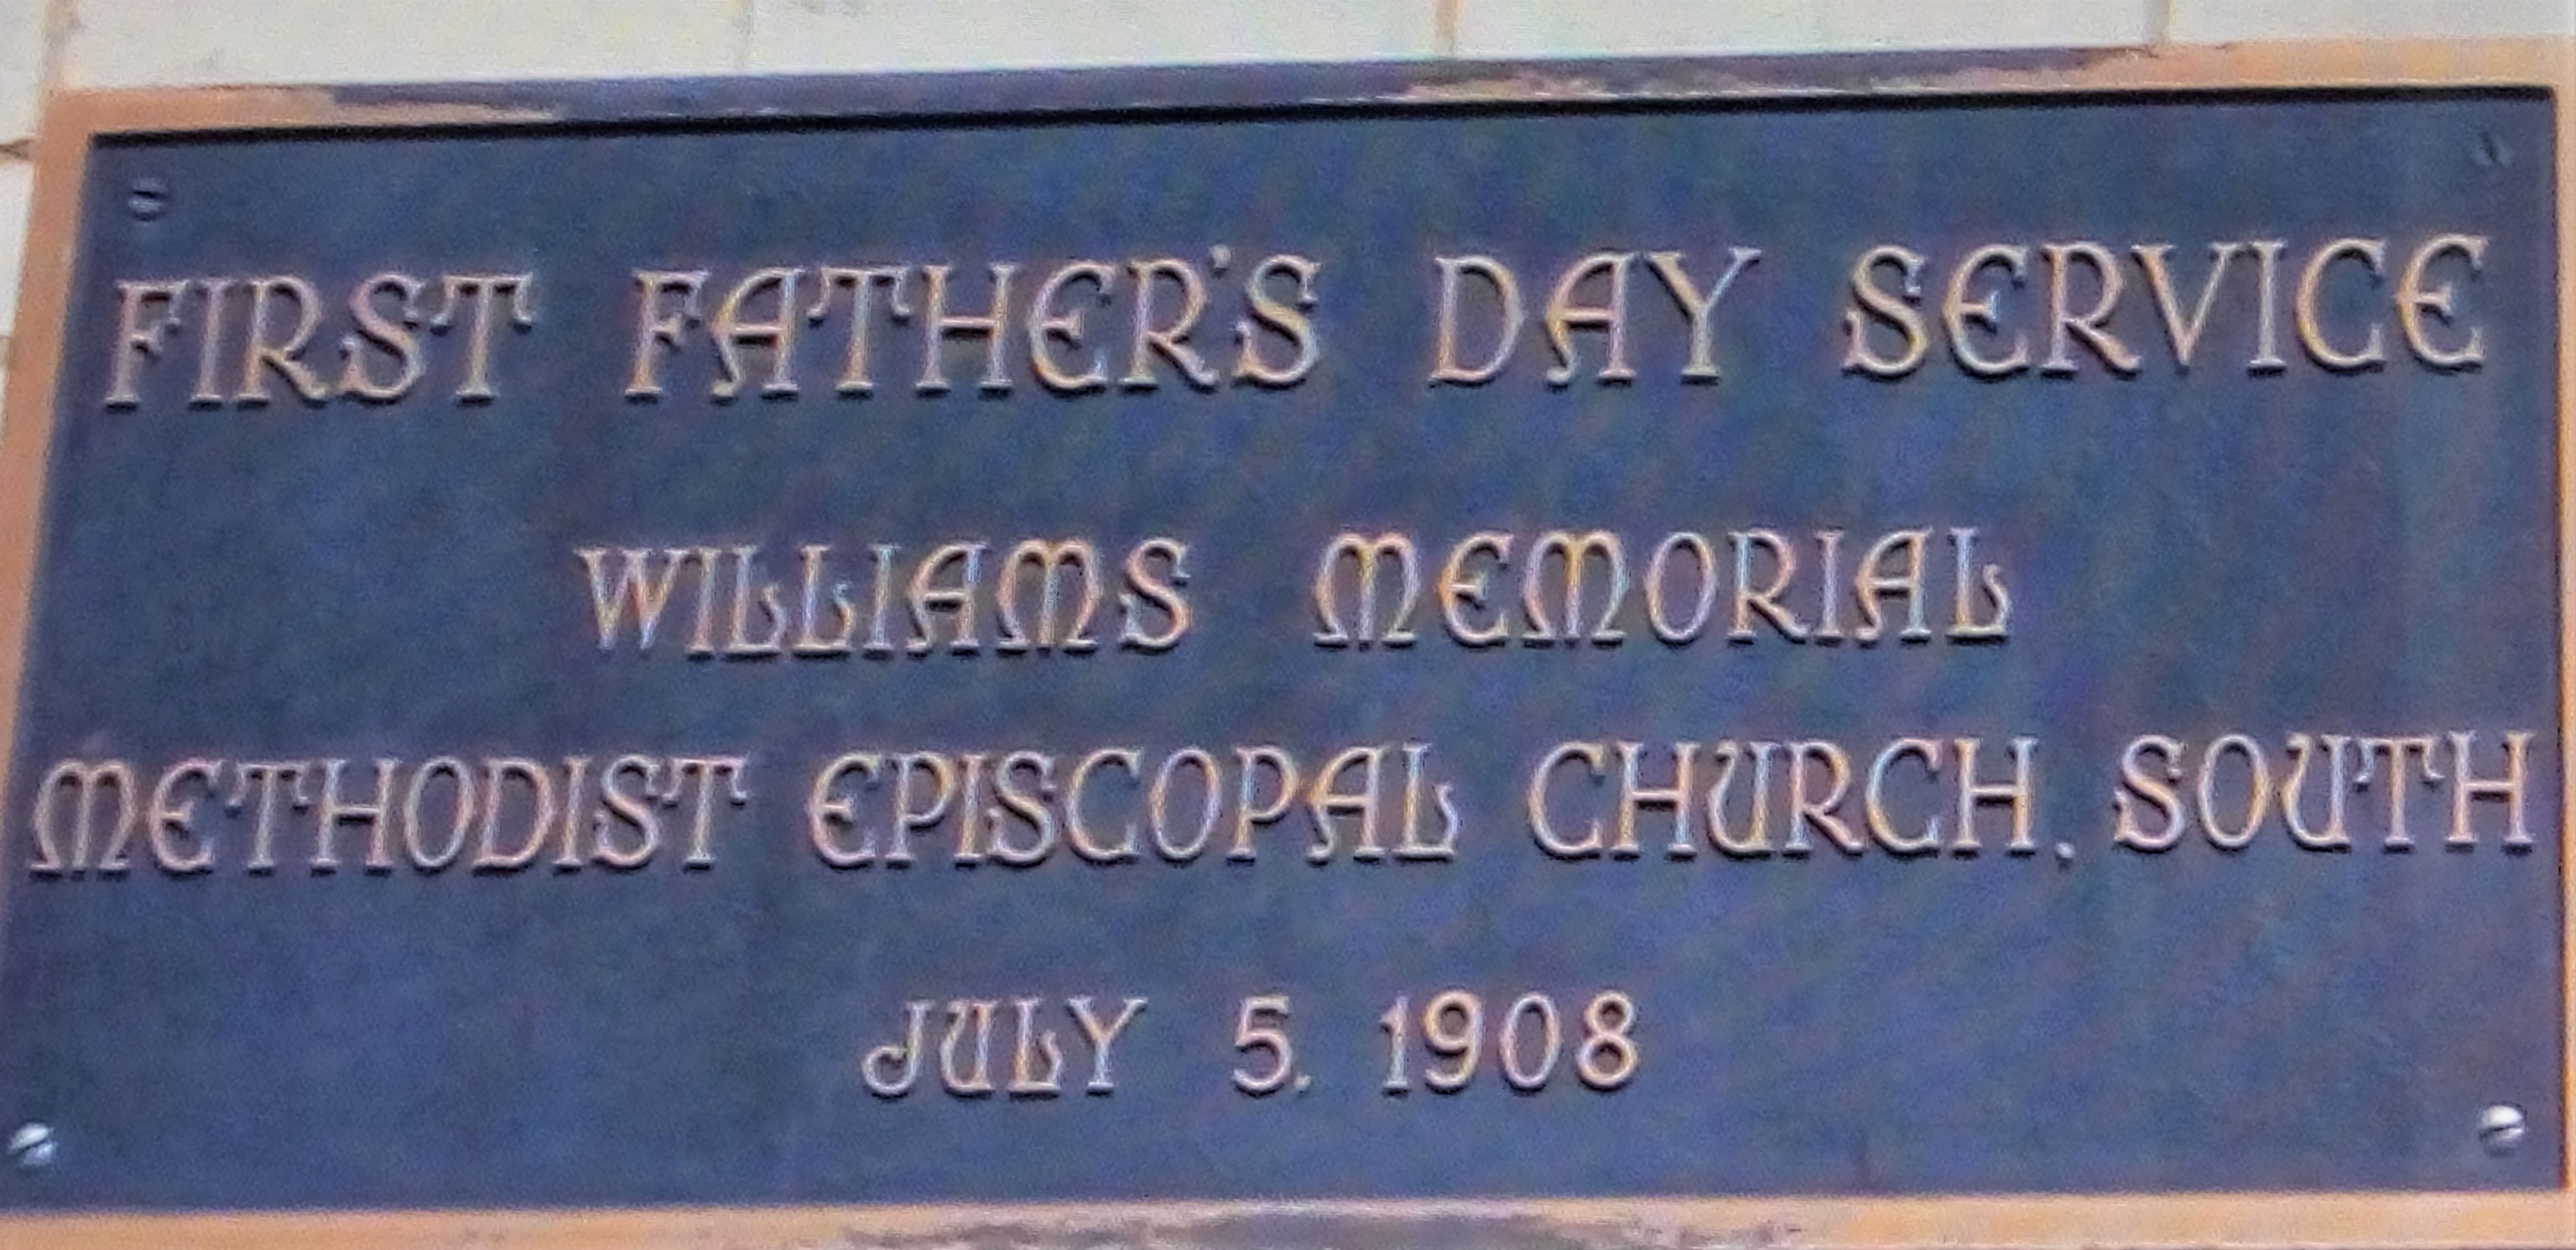 FIRST FATHER'S DAY SERVICE
WILLIAMS MEMORIAL
METHODIST EPISCOPAL CHURCH, SOUTH
JULY 5, 1908